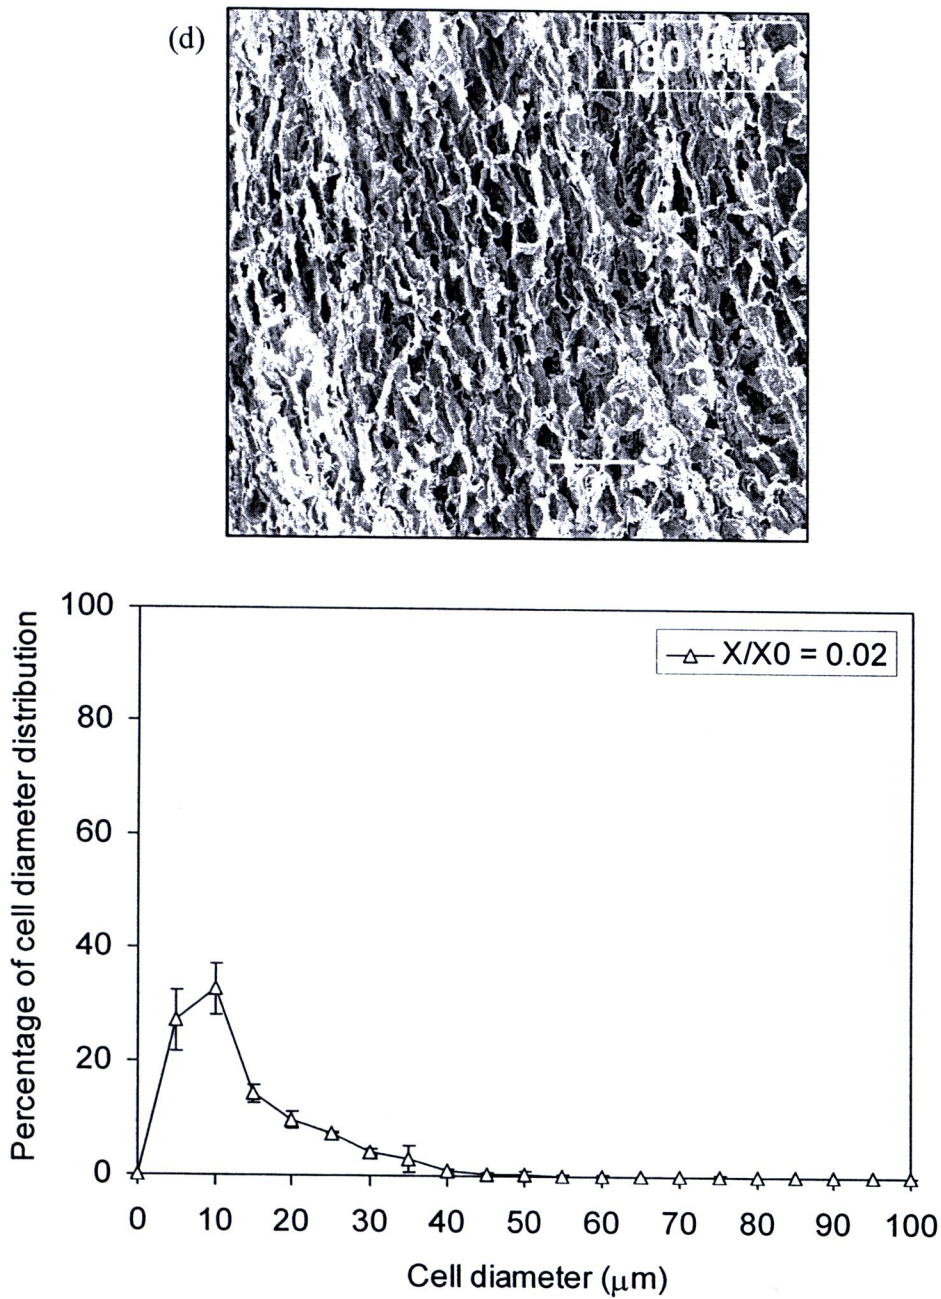 (d)
180 min
100
80
60
40
20
0
Percentage of cell diameter distribution
X/X0 = 0.02
0 10 20 30 40 50 60 70 80 90 100
Cell diameter (μm)